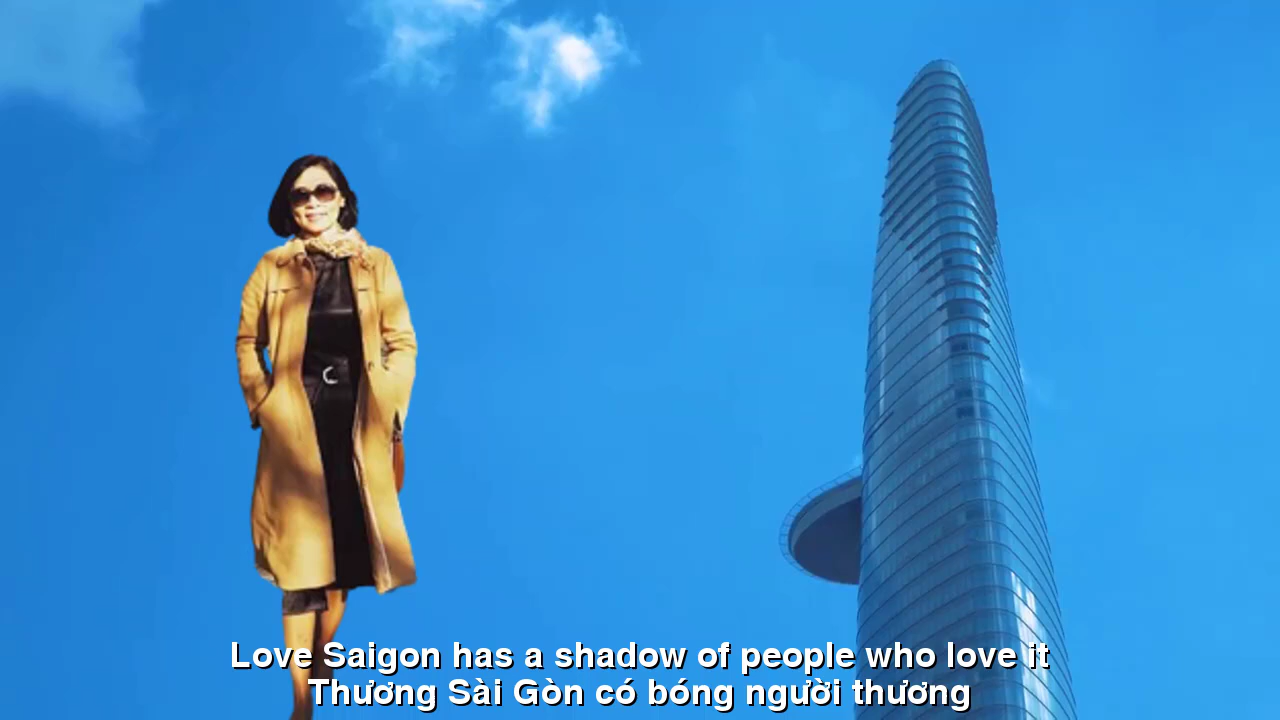 Love Saigon has a shadow of people who love it
Thương Sài Gòn có bóng người thương